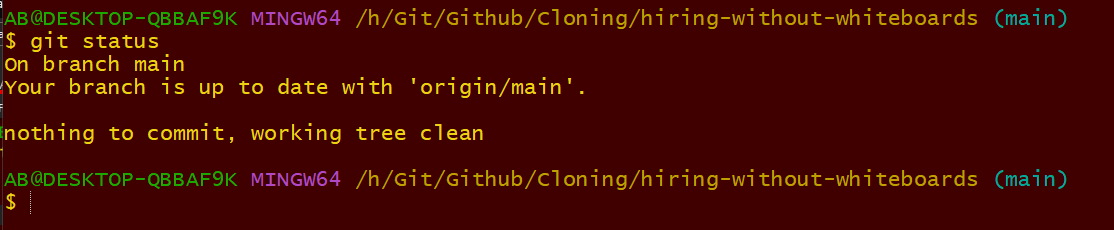 AB@DESKTOP-QBBAF9K MINGW64 /h/Git/Github/Cloning/hiring-without-whiteboards (main)
$ git status
On branch main
Your branch is up to date with 'origin/main'.
nothing to commit, working tree clean
AB@DESKTOP-QBBAF9K MINGW64 /h/Git/Github/Cloning/hiring-without-whiteboards (main)
$